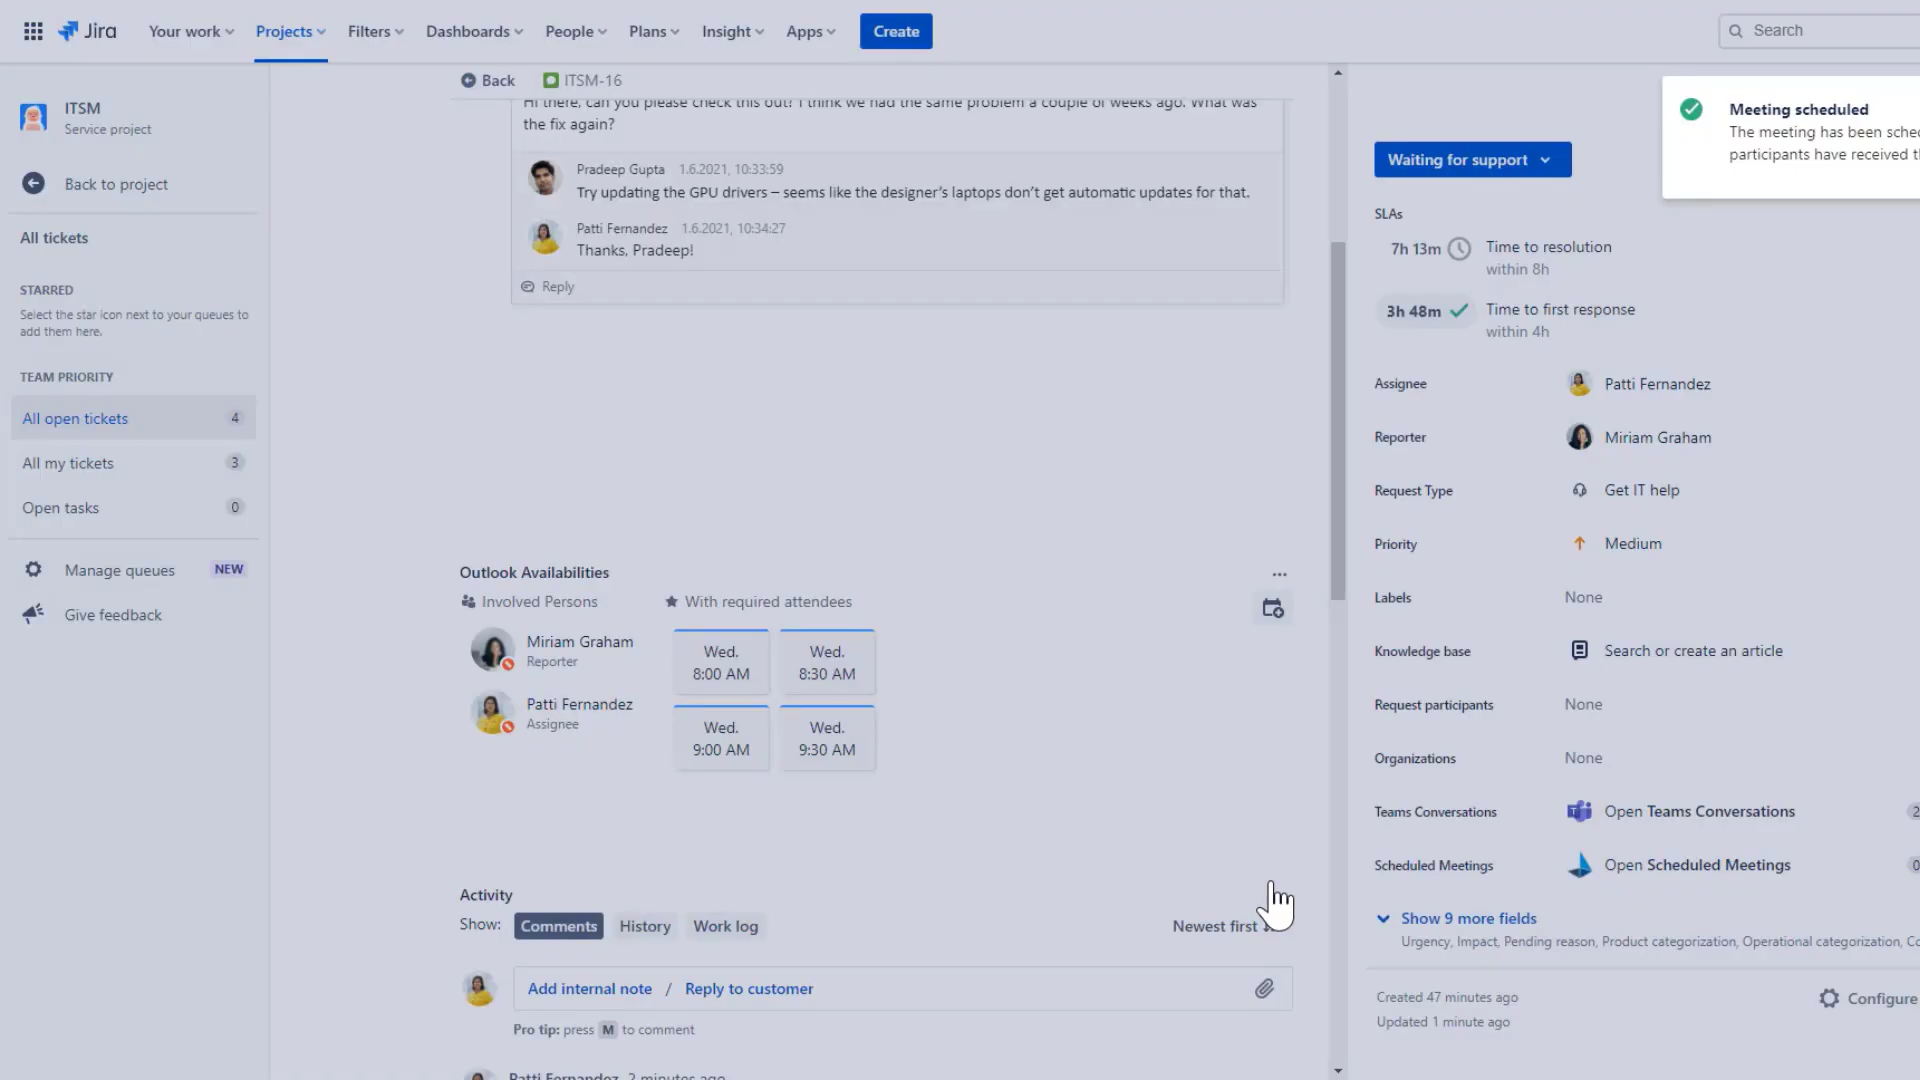 Jira
Your work
Projects
Filters
Dashboards
People
Plans
Insight
Apps
Create
Search
ITSM
Service project
Back to project
All tickets
STARRED
Select the star icon next to your queues to
add them here.
TEAM PRIORITY
All open tickets 4
All my tickets 3
Open tasks 0
Manage queues NEW
Give feedback
Back ITSM-16
Hi there, can you please check this out? I think we had the same problem a couple of weeks ago. What was
the fix again?
Pradeep Gupta 1.6.2021, 10:33:59
Try updating the GPU drivers – seems like the designer's laptops don't get automatic updates for that.
Patti Fernandez 1.6.2021, 10:34:27
Thanks, Pradeep!
Reply
Outlook Availabilities
Involved Persons
With required attendees
Miriam Graham
Reporter
Patti Fernandez
Assignee
Wed.
8:00 AM
Wed.
8:30 AM
Wed.
9:00 AM
Wed.
9:30 AM
Activity
Show: Comments History Work log
Newest first
Add internal note / Reply to customer
Pro tip: press M to comment
Patti Fernandez 2 minutes ago
Meeting scheduled
The meeting has been
participants have received
Waiting for support
SLAs
7h 13m Time to resolution
within 8h
3h 48m Time to first response
within 4h
Assignee Patti Fernandez
Reporter Miriam Graham
Request Type Get IT help
Priority Medium
Labels None
Knowledge base Search or create an article
Request participants None
Organizations None
Teams Conversations Open Teams Conversations 2
Scheduled Meetings Open Scheduled Meetings 0
Show 9 more fields
Urgency, Impact, Pending reason, Product categorization, Operational categorization,
Created 47 minutes ago
Updated 1 minute ago
Configure